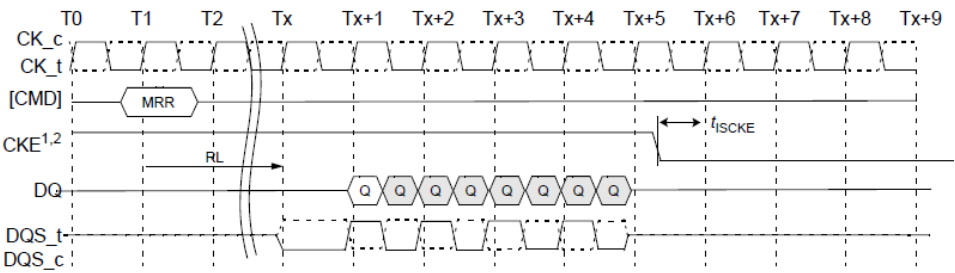 T0 T1 T2 Tx Tx+1 Tx+2 Tx+3 Tx+4 Tx+5 Tx+6 Tx+7 Tx+8 Tx+9
CK_c
CK_t
[CMD] MRR
CKE1,2 tISCKE
RL
DQ Q Q Q Q Q Q Q Q
DQS_t
DQS_c